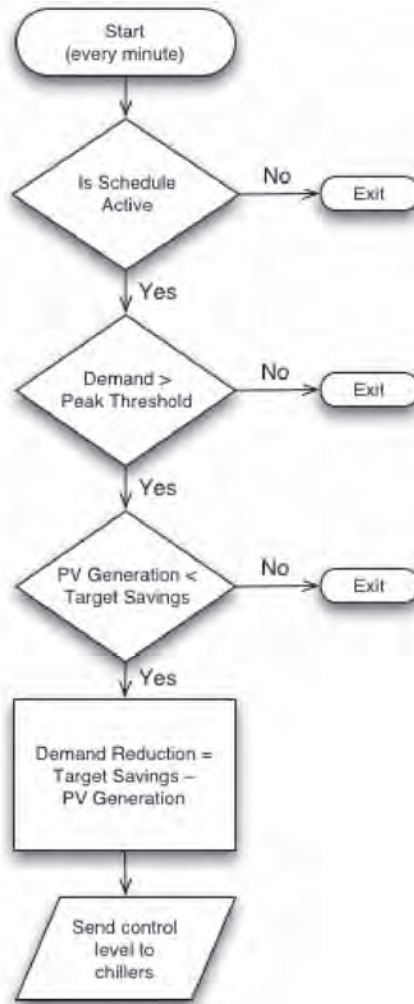 Start
(every minute)
Is Schedule
Active
No
Exit
Yes
Demand >
Peak Threshold
No
Exit
Yes
PV Generation <
Target Savings
No
Exit
Yes
Demand Reduction =
Target Savings –
PV Generation
Send control
level to
chillers